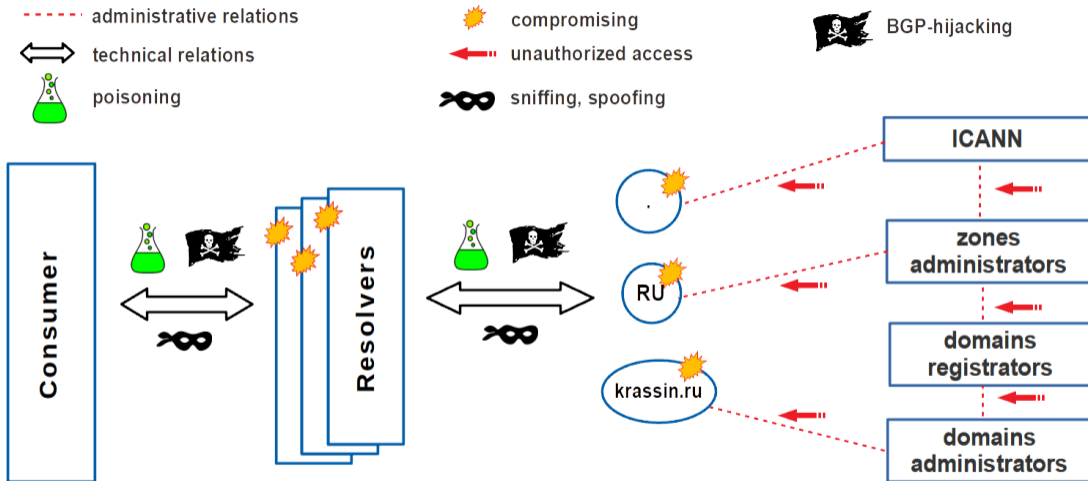 administrative relations
compromising
BGP-hijacking
technical relations
unauthorized access
poisoning
sniffing, spoofing
ICANN
.
zones
administrators
RU
Consumer
Resolvers
domains
registrators
krassin.ru
domains
administrators